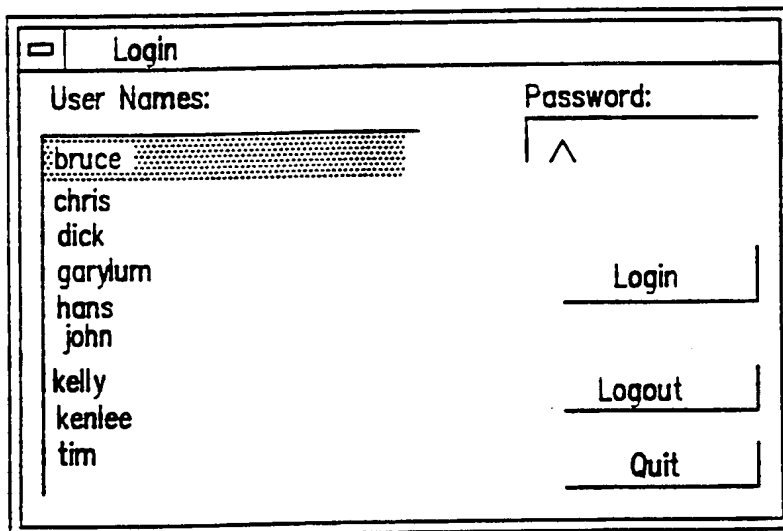 Login
User Names:
Password:
bruce
chris
dick
garylum
hans
john
kelly
kenlee
tim
Login
Logout
Quit